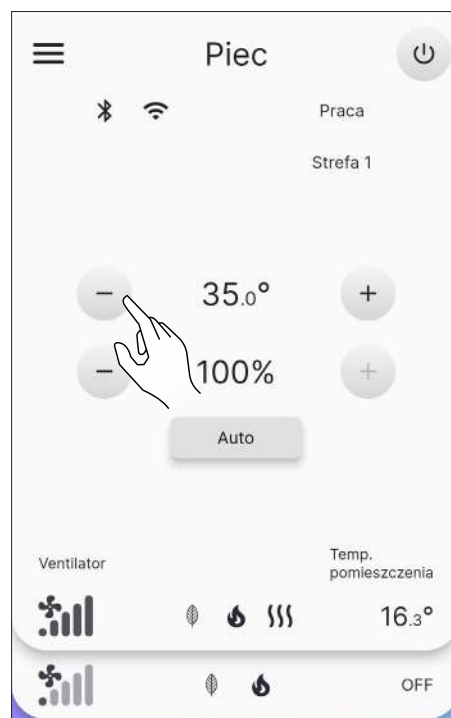 Piec
Praca
Strefa 1
35.0°
100%
Auto
Ventilator
Temp.
pomieszczenia
16.3°
OFF